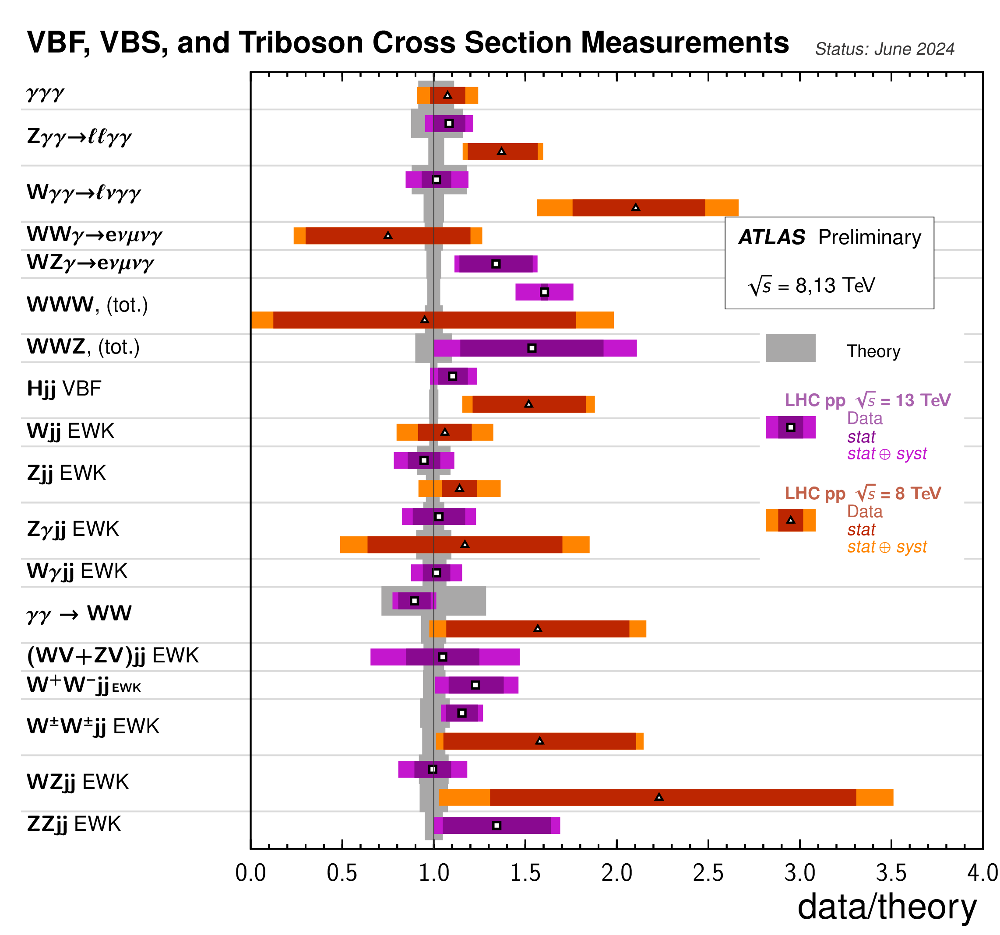 VBF, VBS, and Triboson Cross Section Measurements Status: June 2024
γγγ
Zγγ→ℓℓγγ
Wγγ→ℓνγγ
WWγ→eνμνγ
WZγ→eνμνγ
WWW, (tot.)
WWZ, (tot.)
Hjj VBF
Wjj EWK
Zjj EWK
Zγjj EWK
Wγjj EWK
γγ → WW
(WV+ZV)jj EWK
W⁺W⁻jj EWK
W±W±jj EWK
WZjj EWK
ZZjj EWK
ATLAS Preliminary
√s = 8,13 TeV
Theory
LHC pp √s = 13 TeV
Data
stat
stat ⊕ syst
LHC pp √s = 8 TeV
Data
stat
stat ⊕ syst
0.0 0.5 1.0 1.5 2.0 2.5 3.0 3.5 4.0
data/theory